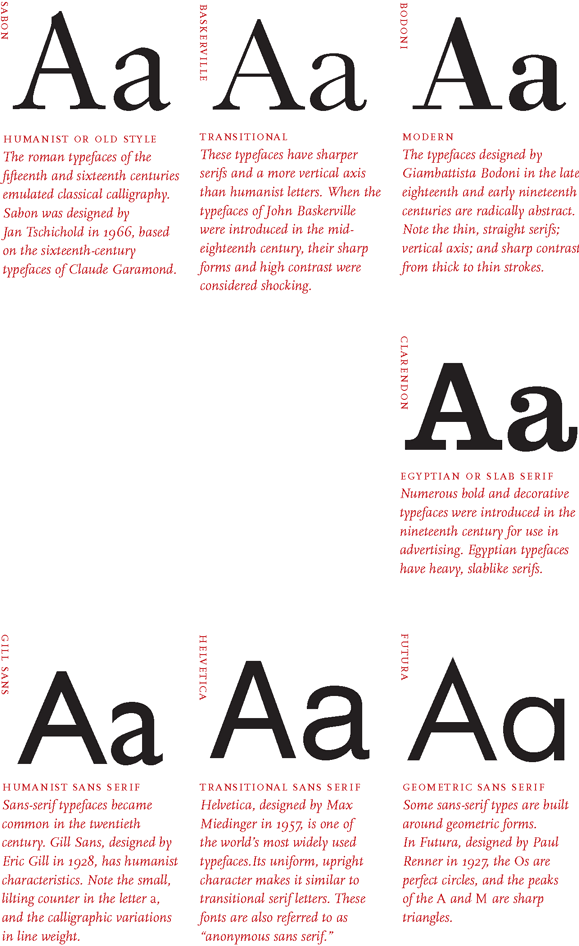 SABON
Aa
HUMANIST OR OLD STYLE
The roman typefaces of the
fifteenth and sixteenth centuries
emulated classical calligraphy.
Sabon was designed by
Jan Tschichold in 1966, based
on the sixteenth-century
typefaces of Claude Garamond.
BASKERVILLE
Aa
TRANSITIONAL
These typefaces have sharper
serifs and a more vertical axis
than humanist letters. When the
typefaces of John Baskerville
were introduced in the mid-
eighteenth century, their sharp
forms and high contrast were
considered shocking.
BODONI
Aa
MODERN
The typefaces designed by
Giambattista Bodoni in the late
eighteenth and early nineteenth
centuries are radically abstract.
Note the thin, straight serifs;
vertical axis; and sharp contrast
from thick to thin strokes.
CLARENDON
Aa
EGYPTIAN OR SLAB SERIF
Numerous bold and decorative
typefaces were introduced in the
nineteenth century for use in
advertising. Egyptian typefaces
have heavy, slablike serifs.
GILL SANS
Aa
HUMANIST SANS SERIF
Sans-serif typefaces became
common in the twentieth
century. Gill Sans, designed by
Eric Gill in 1928, has humanist
characteristics. Note the small,
lilting counter in the letter a,
and the calligraphic variations
in line weight.
HELVETICA
Aa
TRANSITIONAL SANS SERIF
Helvetica, designed by Max
Miedinger in 1957, is one of
the world's most widely used
typefaces.Its uniform, upright
character makes it similar to
transitional serif letters. These
fonts are also referred to as
“anonymous sans serif.”
FUTURA
Aa
GEOMETRIC SANS SERIF
Some sans-serif types are built
around geometric forms.
In Futura, designed by Paul
Renner in 1927, the Os are
perfect circles, and the peaks
of the A and M are sharp
triangles.